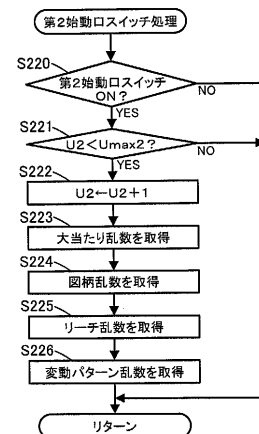 第2始動口スイッチ処理
S220
第2始動口スイッチ
ON?
NO
YES
S221
U2<Umax2?
NO
YES
S222
U2←U2+1
S223
大当たり乱数を取得
S224
図柄乱数を取得
S225
リーチ乱数を取得
S226
変動パターン乱数を取得
リターン